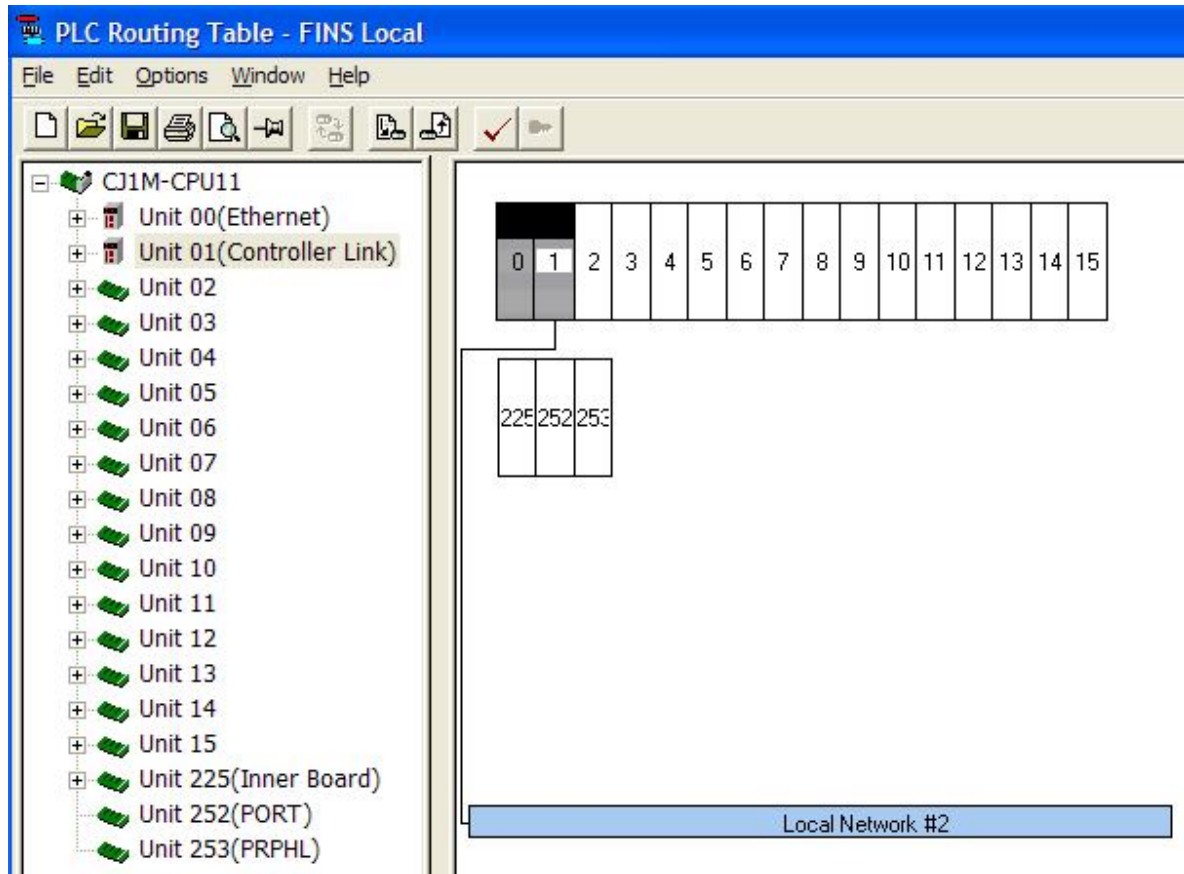 PLC Routing Table - FINS Local
File Edit Options Window Help
CJ1M-CPU11
Unit 00(Ethernet)
Unit 01(Controller Link)
Unit 02
Unit 03
Unit 04
Unit 05
Unit 06
Unit 07
Unit 08
Unit 09
Unit 10
Unit 11
Unit 12
Unit 13
Unit 14
Unit 15
Unit 225(Inner Board)
Unit 252(PORT)
Unit 253(PRPHL)
0 1 2 3 4 5 6 7 8 9 10 11 12 13 14 15
225 252 253
Local Network #2